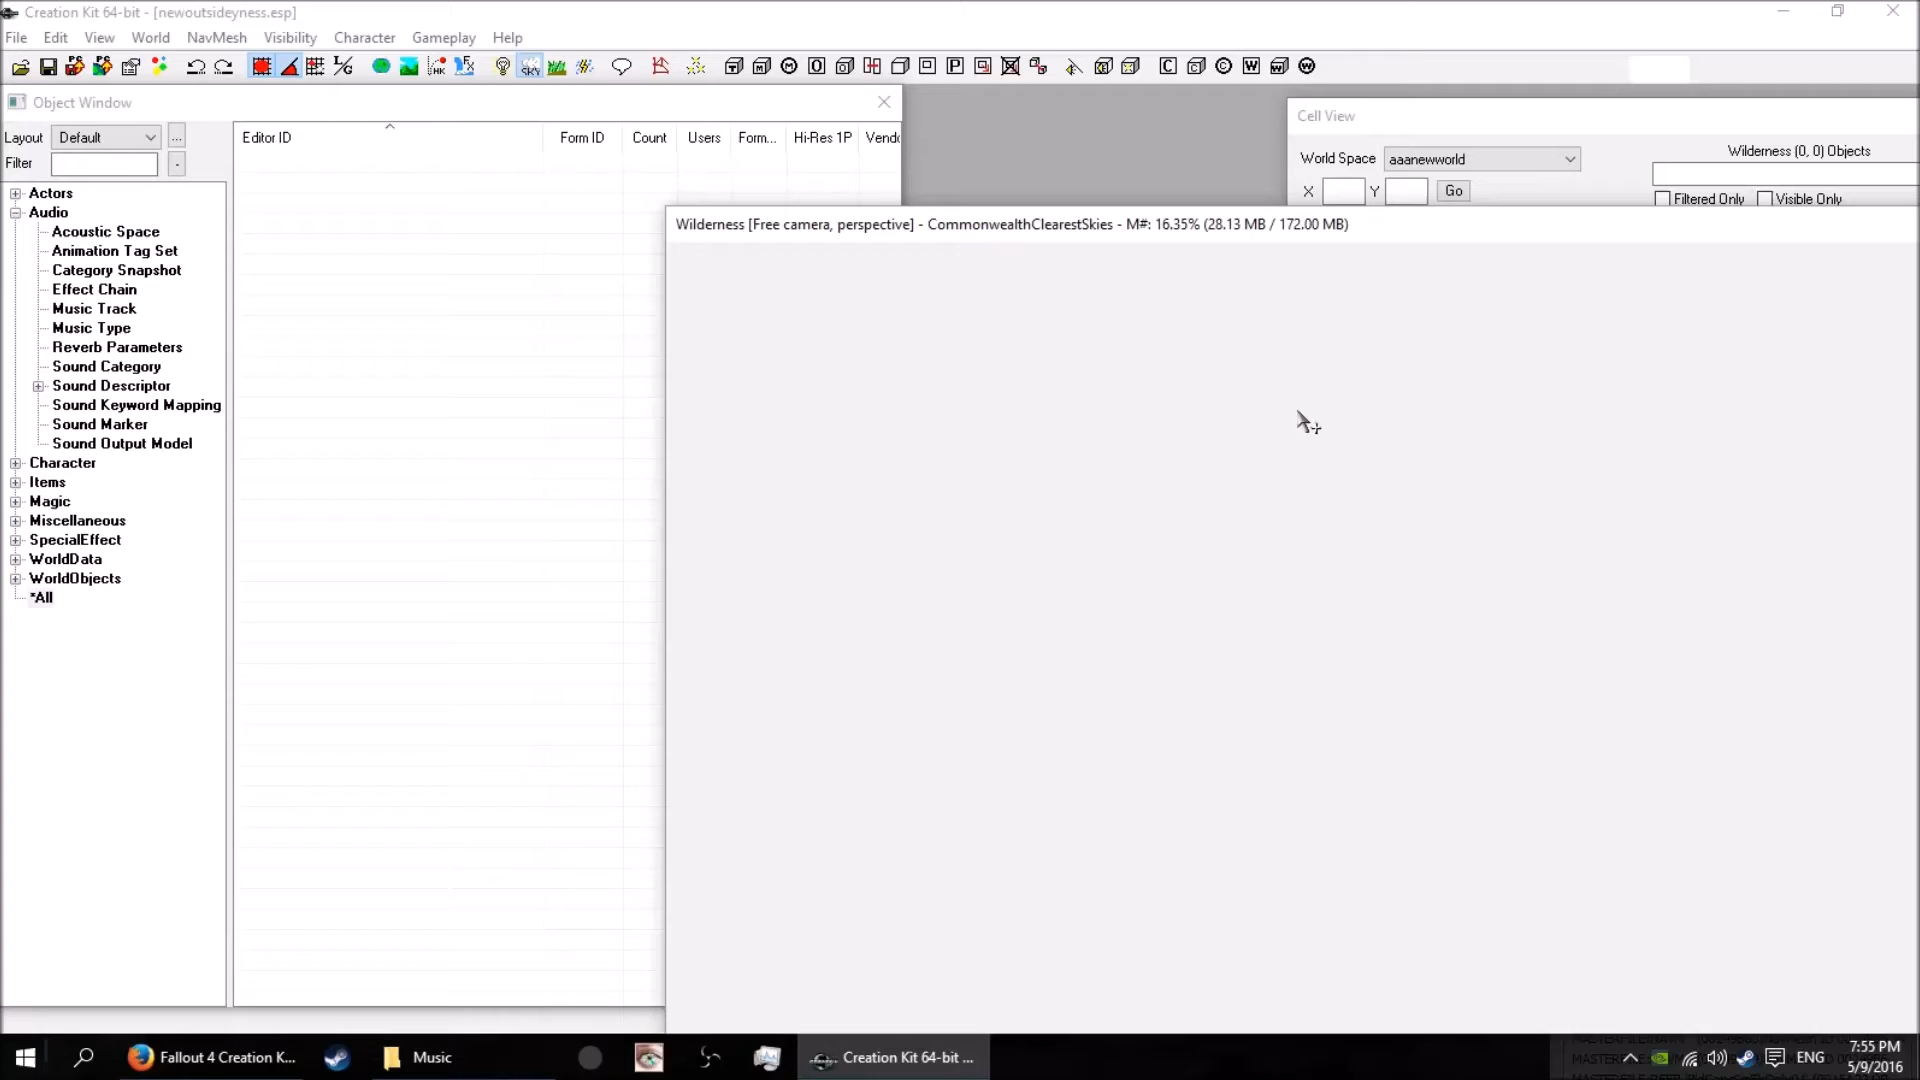 Creation Kit 64-bit - [newoutsideyness.esp]
File Edit View World NavMesh Visibility Character Gameplay Help
Object Window
Layout Default ...
Filter
Actors
Audio
Acoustic Space
Animation Tag Set
Category Snapshot
Effect Chain
Music Track
Music Type
Reverb Parameters
Sound Category
Sound Descriptor
Sound Keyword Mapping
Sound Marker
Sound Output Model
Character
Items
Magic
Miscellaneous
SpecialEffect
WorldData
WorldObjects
*All
Editor ID Form ID Count Users Form... Hi-Res 1P Vend
Cell View
World Space aaanewworld
Wilderness (0, 0) Objects
X Y Go
Filtered Only Visible Only
Wilderness [Free camera, perspective] - CommonwealthClearestSkies - M#: 16.35% (28.13 MB / 172.00 MB)
Fallout 4 Creation K... Music Creation Kit 64-bit ... ENG
7:55 PM
5/9/2016